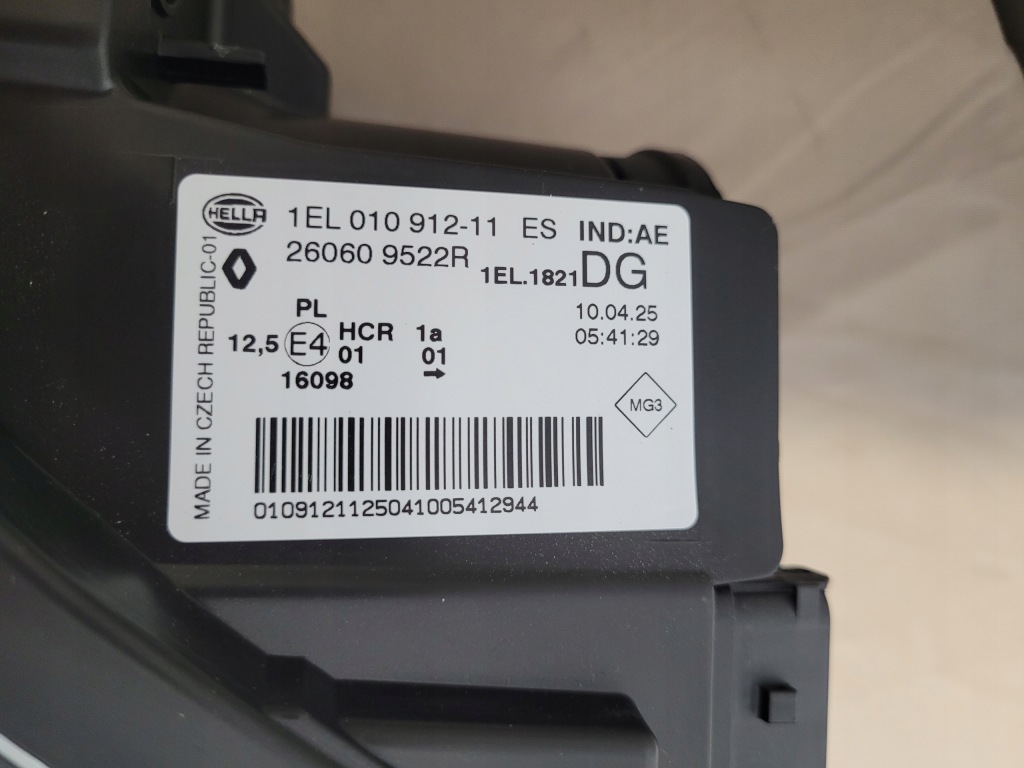 HELLA
1EL 010 912-11 ES IND:AE
26060 9522R 1EL.1821 DG
10.04.25
05:41:29
PL
12,5 E4 HCR 1a
01 01
→
16098
MG3
MADE IN CZECH REPUBLIC-01
0109121125041005412944